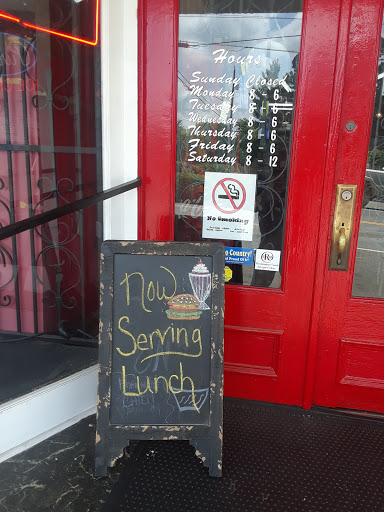 Hours
Sunday Closed
Monday 8 - 6
Tuesday 8 - 6
Wednesday 8 - 6
Thursday 8 - 6
Friday 8 - 6
Saturday 8 - 12
No Smoking
o Country!
R
Now
Serving
Lunch